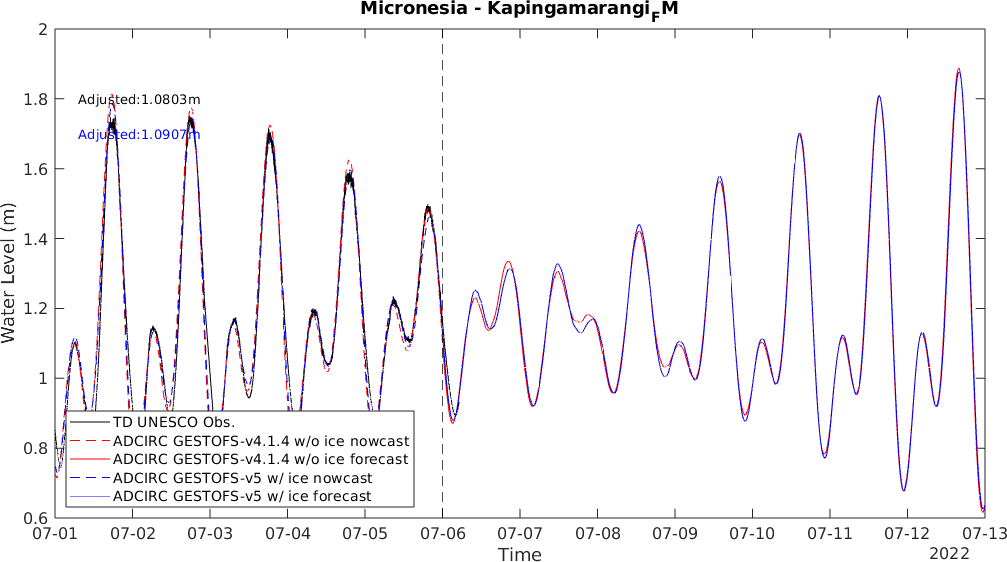 Micronesia - KapingamarangiFM
Water Level (m)
2
1.8
1.6
1.4
1.2
1
0.8
0.6
Adjusted:1.0803m
Adjusted:1.0907m
TD UNESCO Obs.
ADCIRC GESTOFS-v4.1.4 w/o ice nowcast
ADCIRC GESTOFS-v4.1.4 w/o ice forecast
ADCIRC GESTOFS-v5 w/ ice nowcast
ADCIRC GESTOFS-v5 w/ ice forecast
07-01 07-02 07-03 07-04 07-05 07-06 07-07 07-08 07-09 07-10 07-11 07-12 07-13
Time
2022